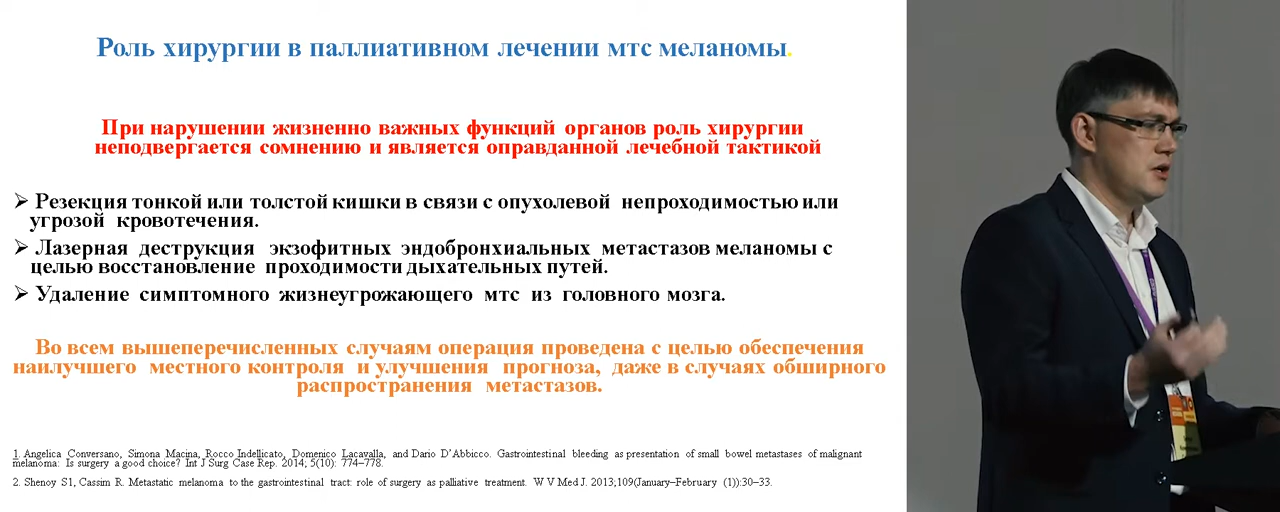 Роль хирургии в паллиативном лечении мтс меланомы.
При нарушении жизненно важных функций органов роль хирургии
неподвергается сомнению и является оправданной лечебной тактикой
➢ Резекция тонкой или толстой кишки в связи с опухолевой непроходимостью или
угрозой кровотечения.
➢ Лазерная деструкция экзофитных эндобронхиальных метастазов меланомы с
целью восстановление проходимости дыхательных путей.
➢ Удаление симптомного жизнеугрожающего мтс из головного мозга.
Во всем вышеперечисленных случаям операция проведена с целью обеспечения
наилучшего местного контроля и улучшения прогноза, даже в случаях обширного
распространения метастазов.
1. Angelica Conversano, Simona Macina, Rocco Indellicato, Domenico Lacavalla, and Dario D'Abbicco. Gastrointestinal bleeding as presentation of small bowel metastases of malignant
melanoma: Is surgery a good choice? Int J Surg Case Rep. 2014; 5(10): 774–778.
2. Shenoy S1, Cassim R. Metastatic melanoma to the gastrointestinal tract: role of surgery as palliative treatment. W V Med J. 2013;109(January–February (1)):30–33.